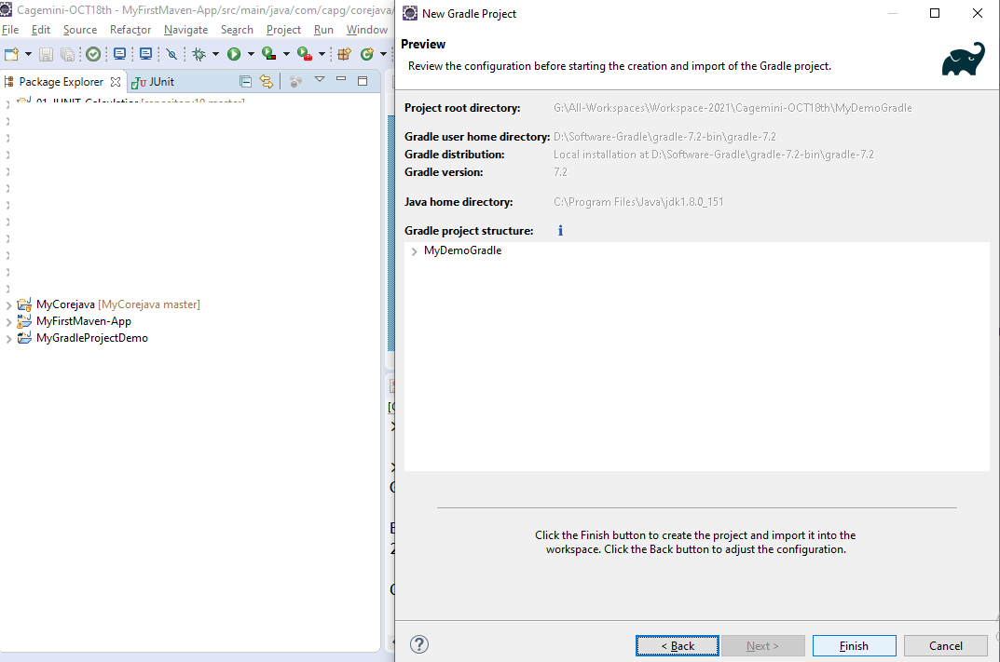 Cagemini-OCT18th - MyFirstMaven-App/src/main/java/com/capg/corejava/
File Edit Source Refactor Navigate Search Project Run Window
Package Explorer JUnit
01-JUNIT-Calculatior [repository10 master]
MyCorejava [MyCorejava master]
MyFirstMaven-App
MyGradleProjectDemo
New Gradle Project
Preview
Review the configuration before starting the creation and import of the Gradle project.
Project root directory: G:\All-Workspaces\Workspace-2021\Cagemini-OCT18th\MyDemoGradle
Gradle user home directory: D:\Software-Gradle\gradle-7.2-bin\gradle-7.2
Gradle distribution: Local installation at D:\Software-Gradle\gradle-7.2-bin\gradle-7.2
Gradle version: 7.2
Java home directory: C:\Program Files\Java\jdk1.8.0_151
Gradle project structure:
MyDemoGradle
Click the Finish button to create the project and import it into the
workspace. Click the Back button to adjust the configuration.
< Back Next > Finish Cancel